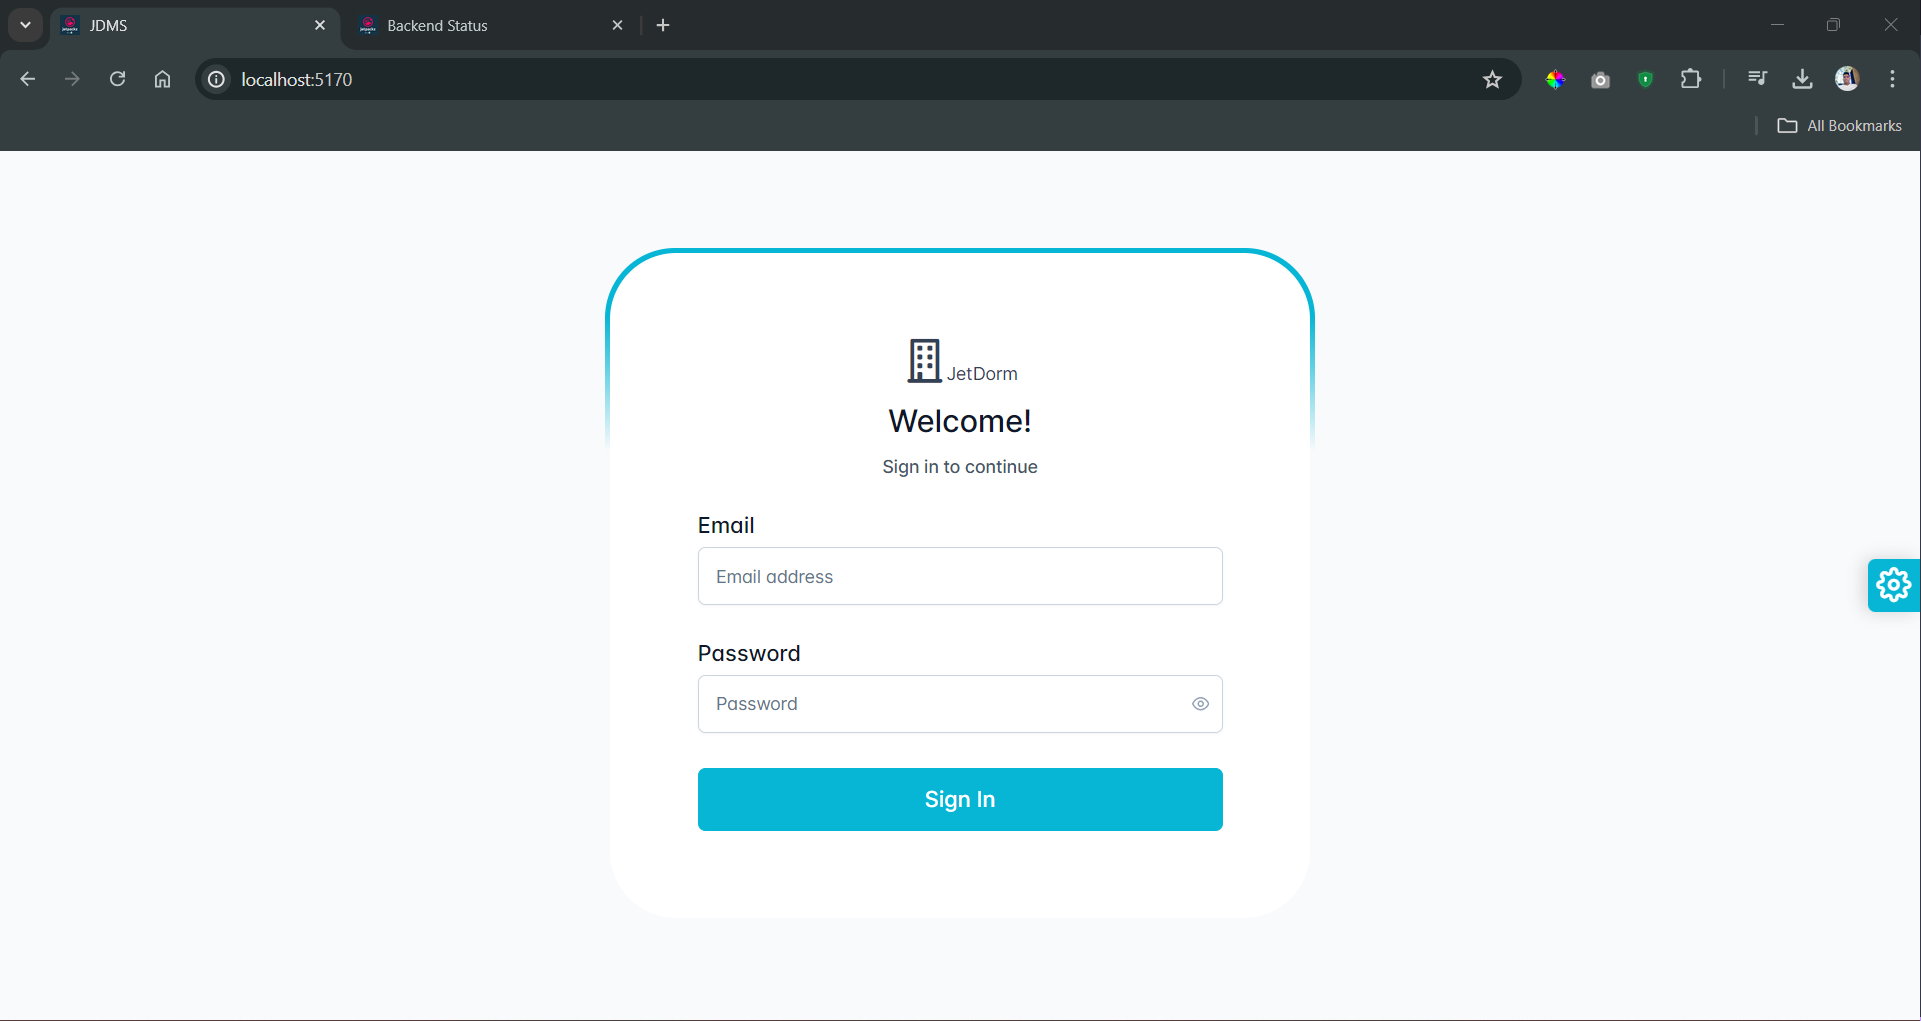 JDMS
Backend Status
localhost:5170
All Bookmarks
JetDorm
Welcome!
Sign in to continue
Email
Email address
Password
Password
Sign In